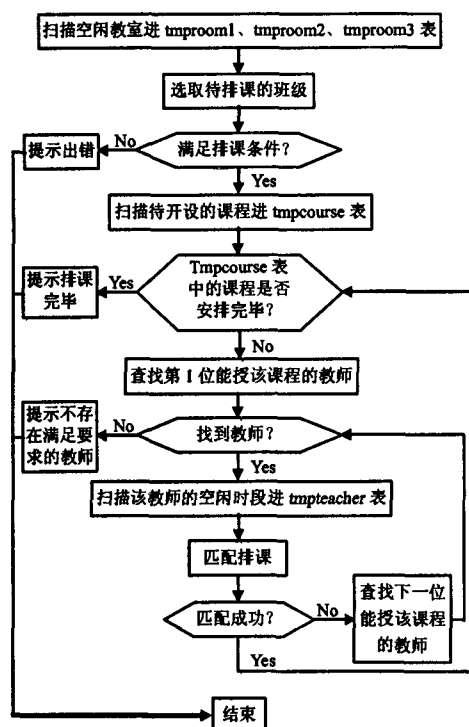 扫描空闲教室进 tmproom1、tmproom2、tmproom3 表
选取待排课的班级
提示出错
No
满足排课条件?
Yes
扫描待开设的课程进 tmpcourse 表
提示排课
完毕
Yes
Tmpcourse 表
中的课程是否
安排完毕?
No
查找第 1 位能授该课程的教师
提示不存
在满足要
求的教师
No
找到教师?
Yes
扫描该教师的空闲时段进 tmpteacher 表
匹配排课
匹配成功?
No
查找下一位
能授该课程
的教师
Yes
结束